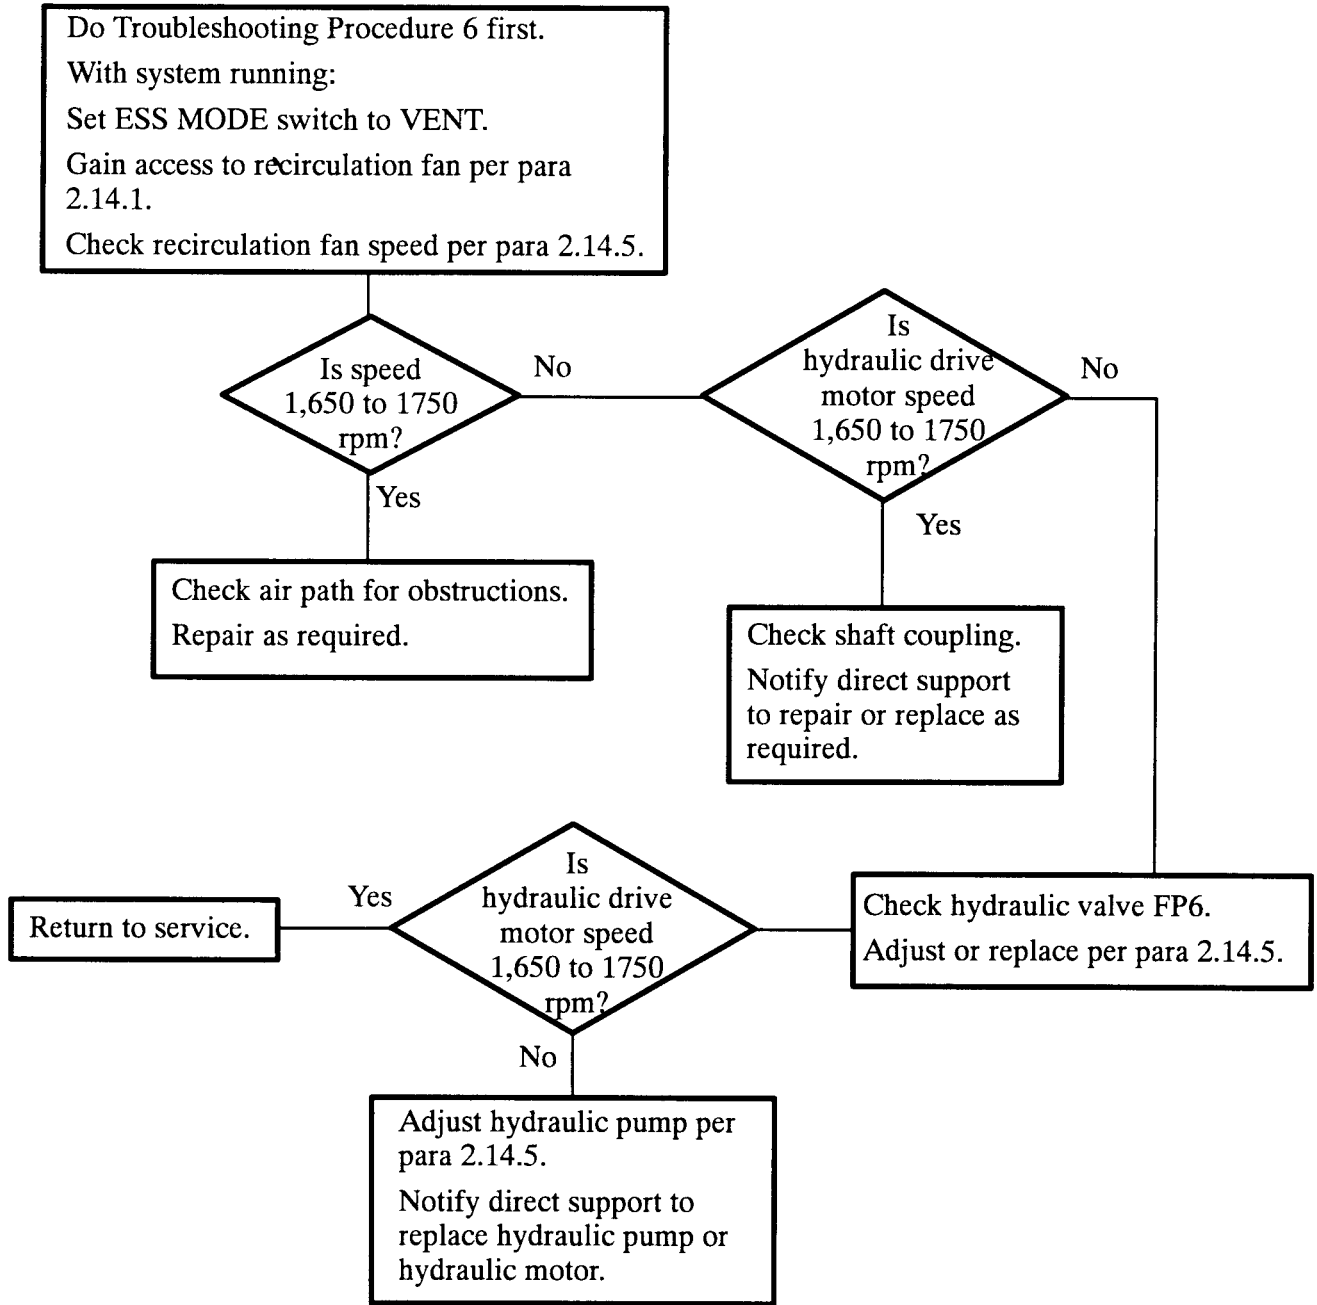 Do Troubleshooting Procedure 6 first.
With system running:
Set ESS MODE switch to VENT.
Gain access to recirculation fan per para
2.14.1.
Check recirculation fan speed per para 2.14.5.
Is speed
1,650 to 1750
rpm?
No
Yes
Is
hydraulic drive
motor speed
1,650 to 1750
rpm?
No
Yes
Check air path for obstructions.
Repair as required.
Check shaft coupling.
Notify direct support
to repair or replace as
required.
Check hydraulic valve FP6.
Adjust or replace per para 2.14.5.
Is
hydraulic drive
motor speed
1,650 to 1750
rpm?
Yes
Return to service.
No
Adjust hydraulic pump per
para 2.14.5.
Notify direct support to
replace hydraulic pump or
hydraulic motor.